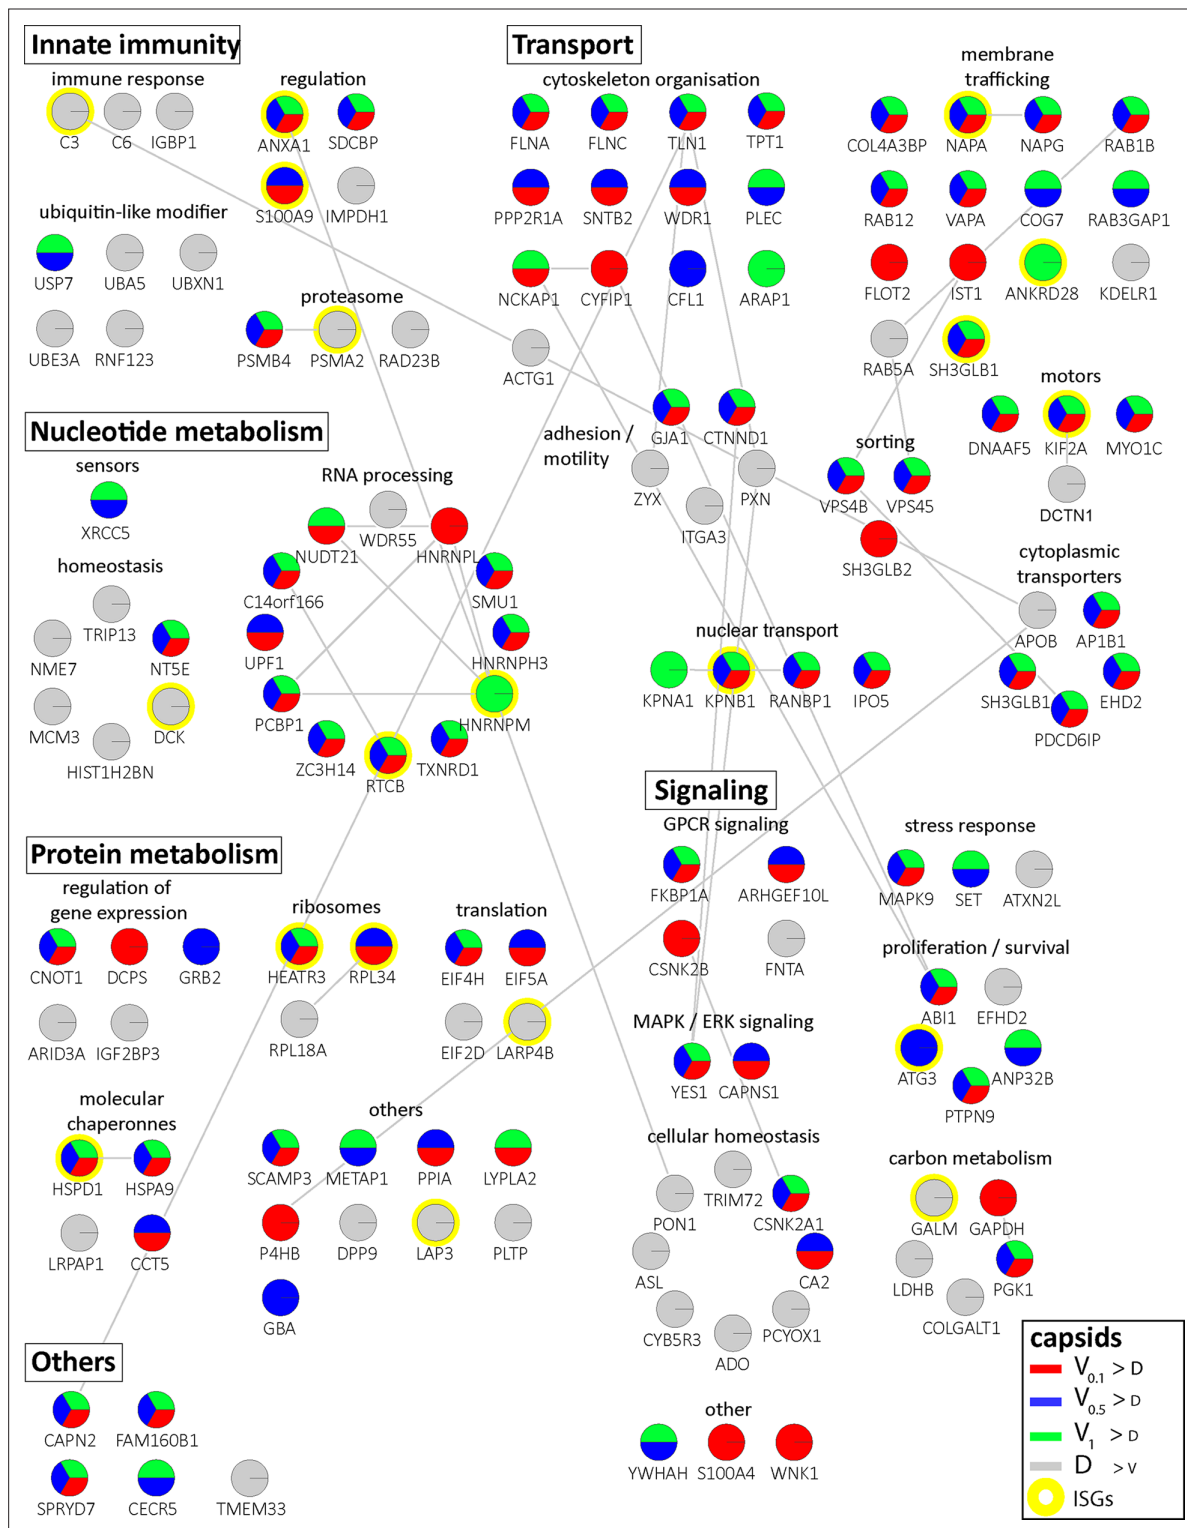 Innate immunity
immune response
C3
C6
IGBP1
regulation
ANXA1
SDCBP
S100A9
IMPDH1
ubiquitin-like modifier
USP7
UBA5
UBXN1
UBE3A
RNF123
proteasome
PSMB4
PSMA2
RAD23B
Transport
cytoskeleton organisation
FLNA
FLNC
TLN1
TPT1
PPP2R1A
SNTB2
WDR1
PLEC
NCKAP1
CYFIP1
CFL1
ARAP1
ACTG1
membrane
trafficking
COL4A3BP
NAPA
NAPG
RAB1B
RAB12
VAPA
COG7
RAB3GAP1
FLOT2
IST1
ANKRD28
KDELR1
RAB5A
SH3GLB1
adhesion /
motility
GJA1
CTNND1
ZYX
PXN
ITGA3
motors
DNAAF5
KIF2A
MYO1C
DCTN1
sorting
VPS4B
VPS45
SH3GLB2
cytoplasmic
transporters
APOB
AP1B1
SH3GLB1
EHD2
PDCD6IP
nuclear transport
KPNA1
KPNB1
RANBP1
IPO5
Nucleotide metabolism
sensors
XRCC5
homeostasis
TRIP13
NME7
NT5E
MCM3
DCK
HIST1H2BN
RNA processing
WDR55
NUDT21
HNRNPL
C14orf166
SMU1
UPF1
HNRNPH3
PCBP1
HNRNPM
ZC3H14
TXNRD1
RTCB
Protein metabolism
regulation of
gene expression
CNOT1
DCPS
GRB2
ARID3A
IGF2BP3
ribosomes
HEATR3
RPL34
RPL18A
translation
EIF4H
EIF5A
EIF2D
LARP4B
molecular
chaperonnes
HSPD1
HSPA9
LRPAP1
CCT5
others
SCAMP3
METAP1
PPIA
LYPLA2
P4HB
DPP9
LAP3
PLTP
GBA
Signaling
GPCR signaling
FKBP1A
ARHGEF10L
CSNK2B
FNTA
MAPK / ERK signaling
YES1
CAPNS1
stress response
MAPK9
SET
ATXN2L
proliferation / survival
ABI1
EFHD2
ATG3
ANP32B
PTPN9
cellular homeostasis
TRIM72
PON1
CSNK2A1
ASL
CA2
CYB5R3
PCYOX1
ADO
carbon metabolism
GALM
GAPDH
LDHB
PGK1
COLGALT1
other
YWHAH
S100A4
WNK1
Others
CAPN2
FAM160B1
SPRYD7
CECR5
TMEM33
capsids
V0.1 > D
V0.5 > D
V1 > D
D > V
ISGs